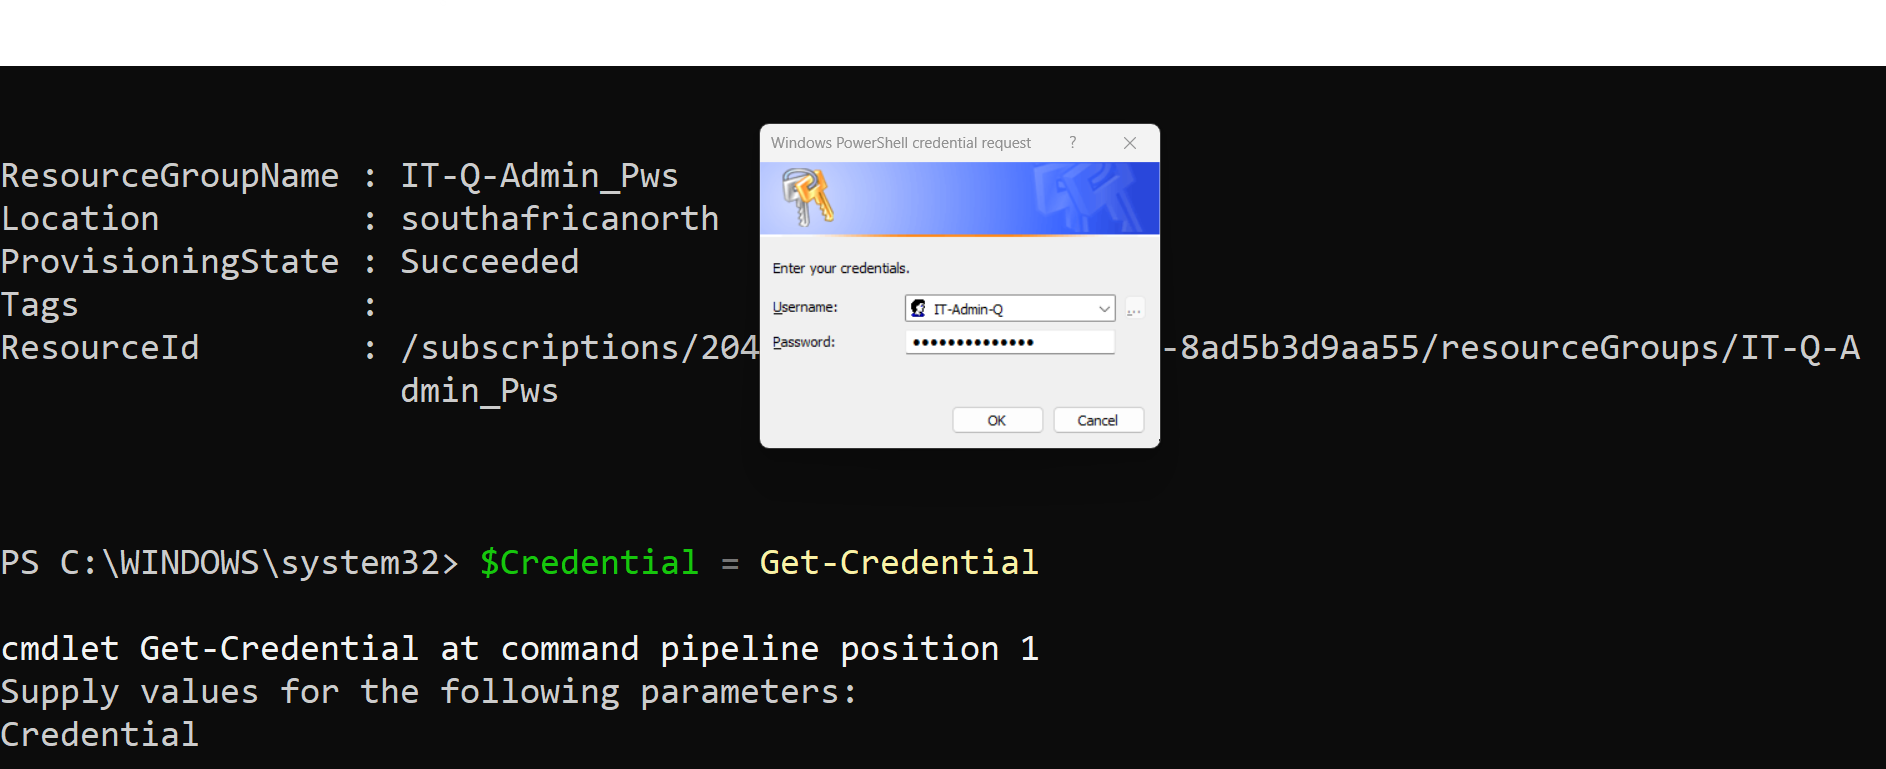 Windows PowerShell credential request ?
ResourceGroupName : IT-Q-Admin_Pws
Location : southafricanorth
ProvisioningState : Succeeded
Tags :
ResourceId : /subscriptions/204 -8ad5b3d9aa55/resourceGroups/IT-Q-A
dmin_Pws
Enter your credentials.
Username: IT-Admin-Q ...
Password: ••••••••••••••
OK Cancel
PS C:\WINDOWS\system32> $Credential = Get-Credential
cmdlet Get-Credential at command pipeline position 1
Supply values for the following parameters:
Credential